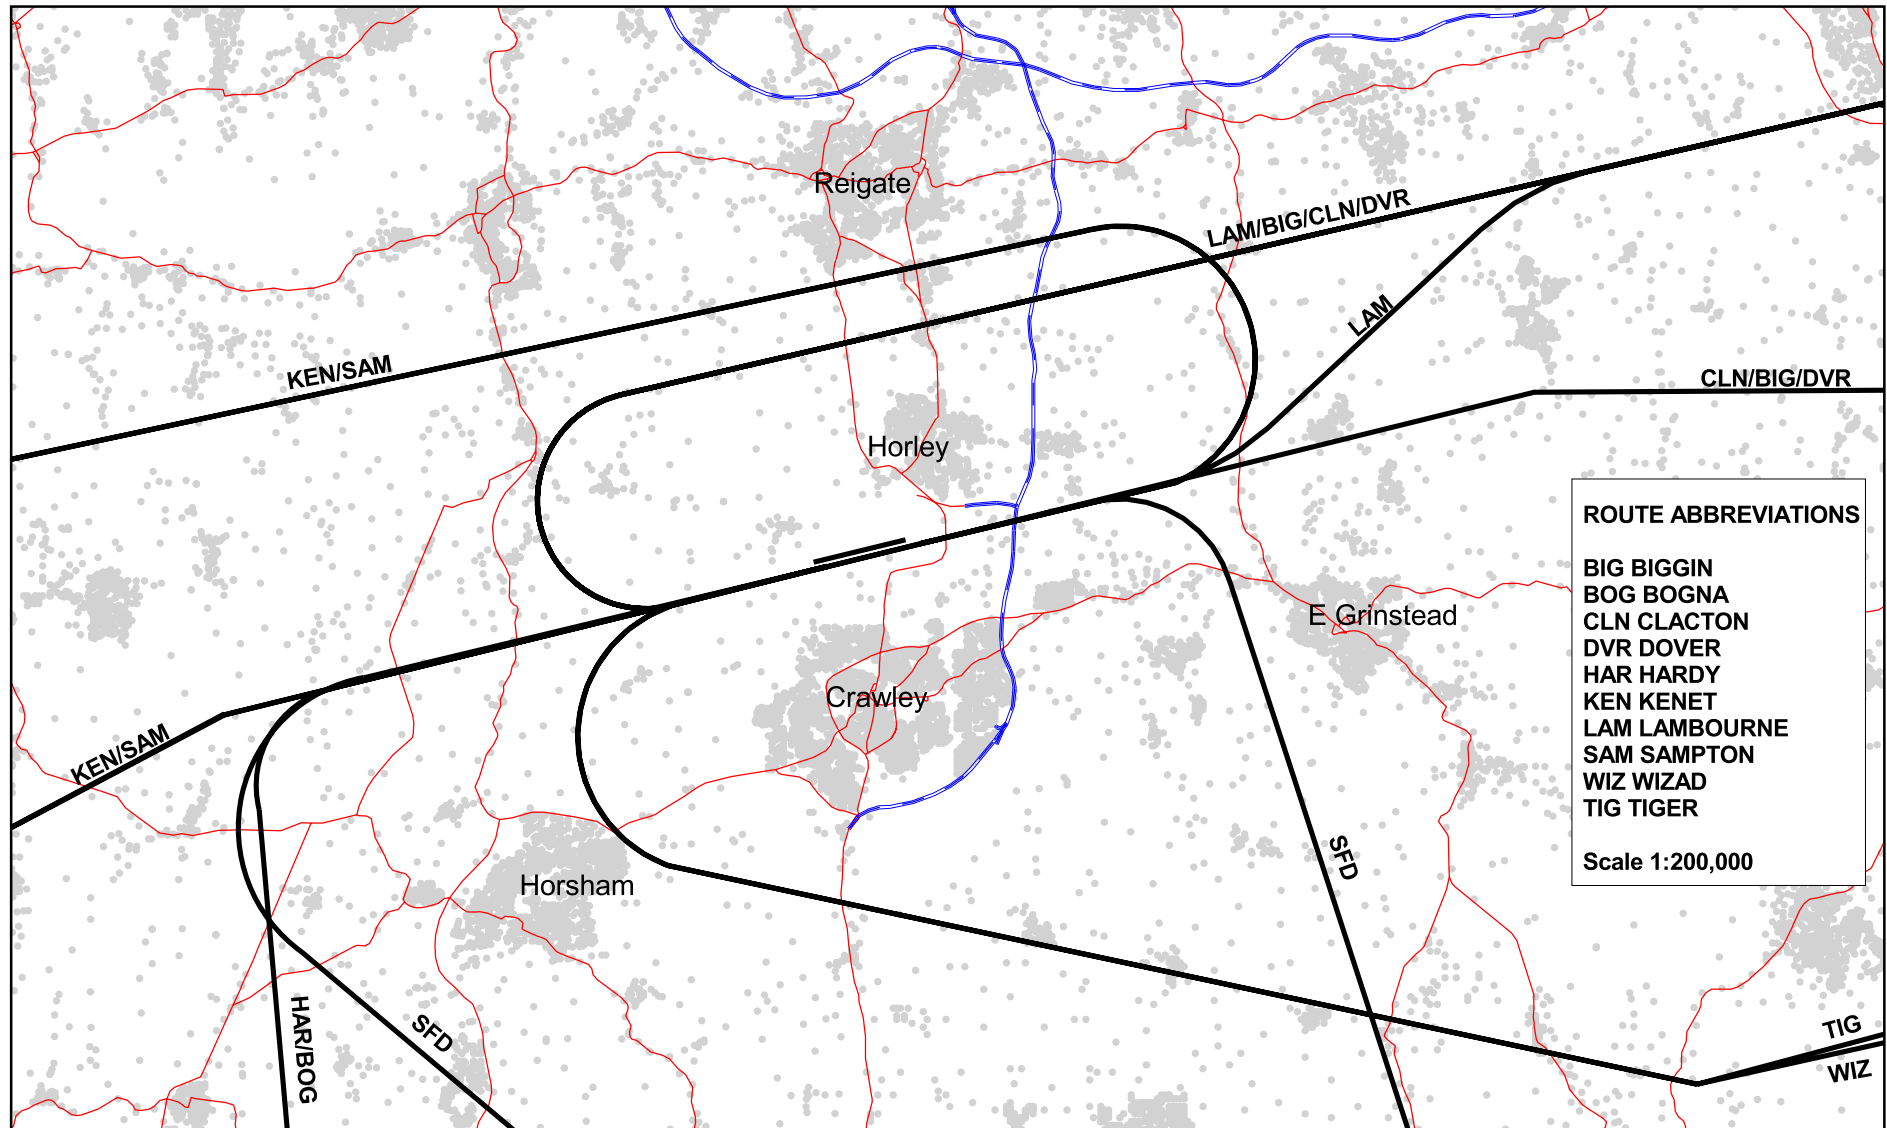 Reigate
LAM/BIG/CLN/DVR
LAM
KEN/SAM
CLN/BIG/DVR
Horley
ROUTE ABBREVIATIONS
BIG BIGGIN
BOG BOGNA
CLN CLACTON
DVR DOVER
HAR HARDY
KEN KENET
LAM LAMBOURNE
SAM SAMPTON
WIZ WIZAD
TIG TIGER
Scale 1:200,000
E Grinstead
Crawley
KEN/SAM
Horsham
SFD
HAR/BOG
SFD
TIG
WIZ